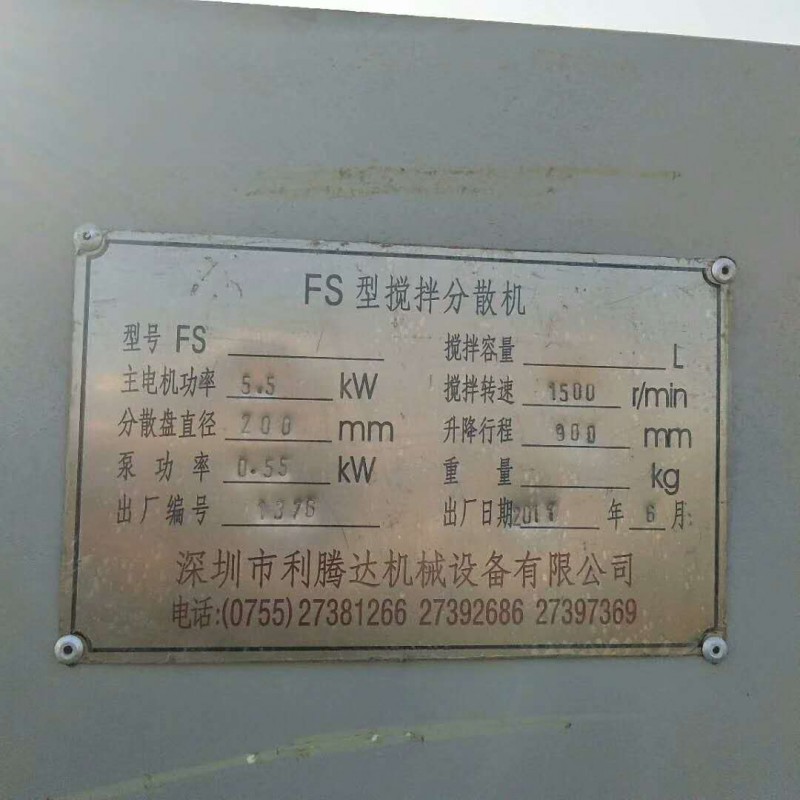 FS 型搅拌分散机
型号 FS 搅拌容量 L
主电机功率 5.5 kW 搅拌转速 1500 r/min
分散盘直径 200 mm 升降行程 900 mm
泵功率 0.55 kW 重量 kg
出厂编号 出厂日期 年 6 月
深圳市利腾达机械设备有限公司
电话:(0755) 27381266 27392686 27397369